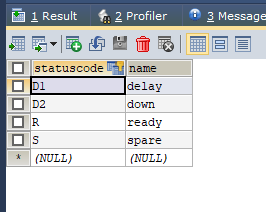 1 Result 2 Profiler 3 Message
statuscode name
D1 delay
D2 down
R ready
S spare
* (NULL) (NULL)